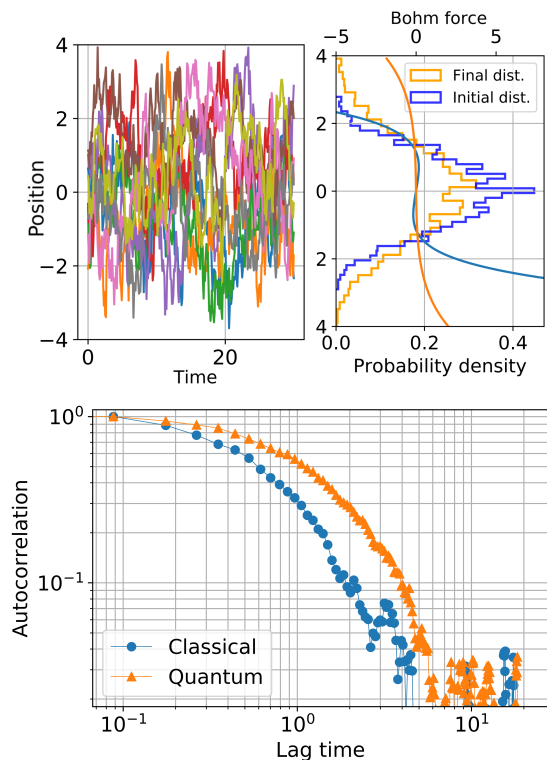 Position
4
2
0
−2
−4
0
20
Time
Bohm force
−5
0
5
Final dist.
Initial dist.
4
2
0
2
4
0.0
0.2
0.4
Probability density
Autocorrelation
10⁰
10⁻¹
Classical
Quantum
10⁻¹
10⁰
10¹
Lag time